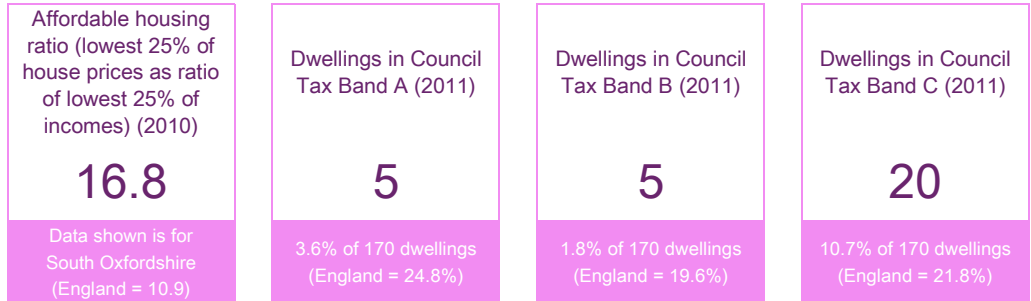 Affordable housing
ratio (lowest 25% of
house prices as ratio
of lowest 25% of
incomes) (2010)
16.8
Data shown is for
South Oxfordshire
(England = 10.9)
Dwellings in Council
Tax Band A (2011)
5
3.6% of 170 dwellings
(England = 24.8%)
Dwellings in Council
Tax Band B (2011)
5
1.8% of 170 dwellings
(England = 19.6%)
Dwellings in Council
Tax Band C (2011)
20
10.7% of 170 dwellings
(England = 21.8%)